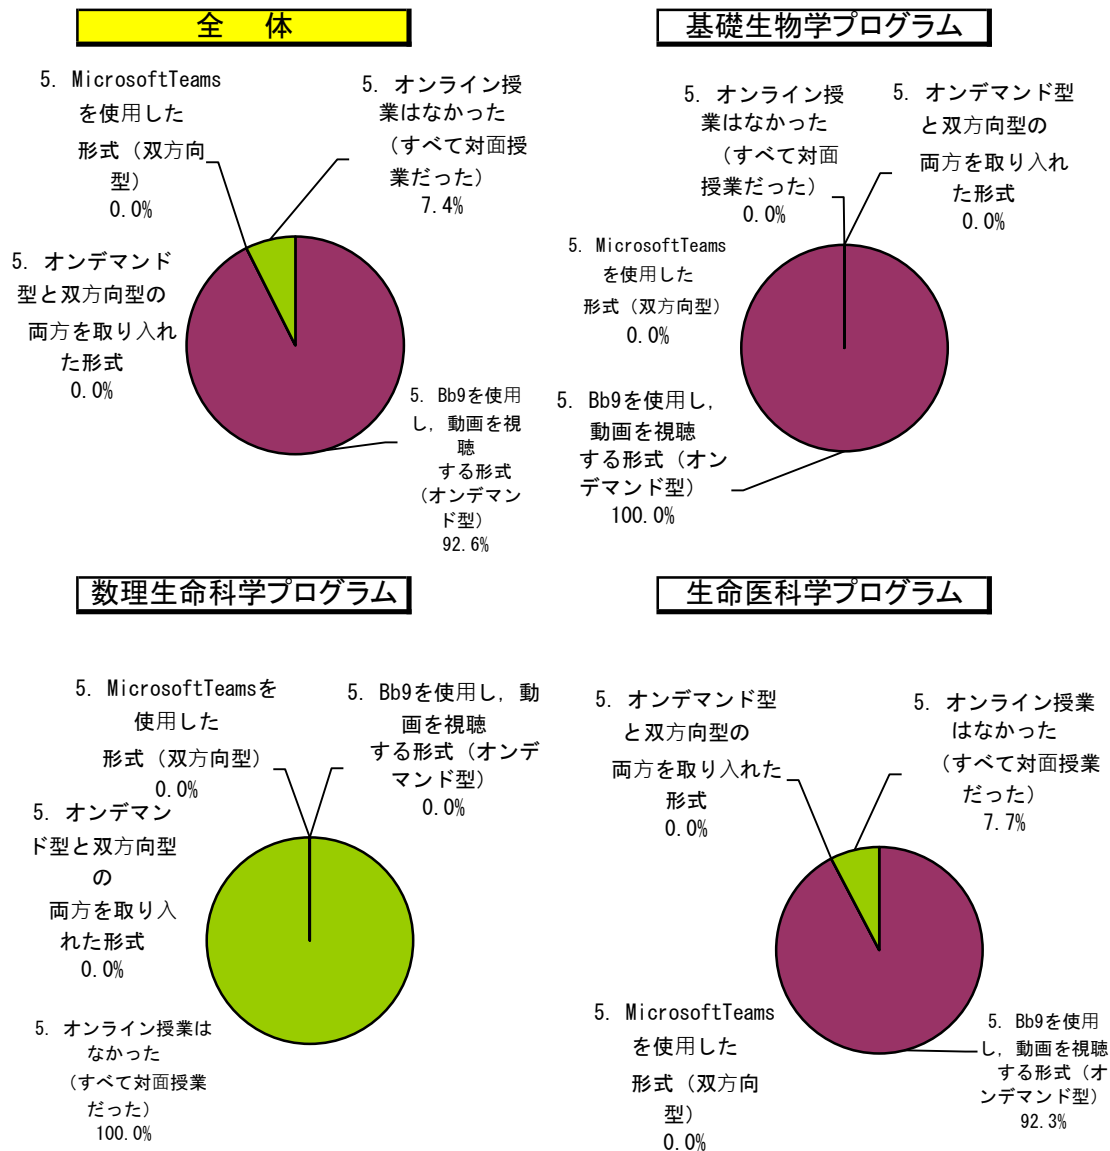 全 体
5. MicrosoftTeams
を使用した
形式（双方向
型）
0.0%
5. オンライン授
業はなかった
（すべて対面授
業だった）
7.4%
5. オンデマンド
型と双方向型の
両方を取り入れ
た形式
0.0%
5. Bb9を使用
し，動画を視
聴
する形式
（オンデマン
ド型）
92.6%
基礎生物学プログラム
5. オンライン授
業はなかった
（すべて対面
授業だった）
0.0%
5. オンデマンド型
と双方向型の
両方を取り入れ
た形式
0.0%
5. MicrosoftTeams
を使用した
形式（双方向型）
0.0%
5. Bb9を使用し，
動画を視聴
する形式（オン
デマンド型）
100.0%
数理生命科学プログラム
5. MicrosoftTeamsを
使用した
形式（双方向型）
0.0%
5. Bb9を使用し，動
画を視聴
する形式（オンデ
マンド型）
0.0%
5. オンデマン
ド型と双方向型
の
両方を取り入
れた形式
0.0%
5. オンライン授業は
なかった
（すべて対面授業
だった）
100.0%
生命医科学プログラム
5. オンデマンド型
と双方向型の
両方を取り入れた
形式
0.0%
5. オンライン授業
はなかった
（すべて対面授業
だった）
7.7%
5. MicrosoftTeams
を使用した
形式（双方向
型）
0.0%
5. Bb9を使用
し，動画を視聴
する形式（オ
ンデマンド型）
92.3%